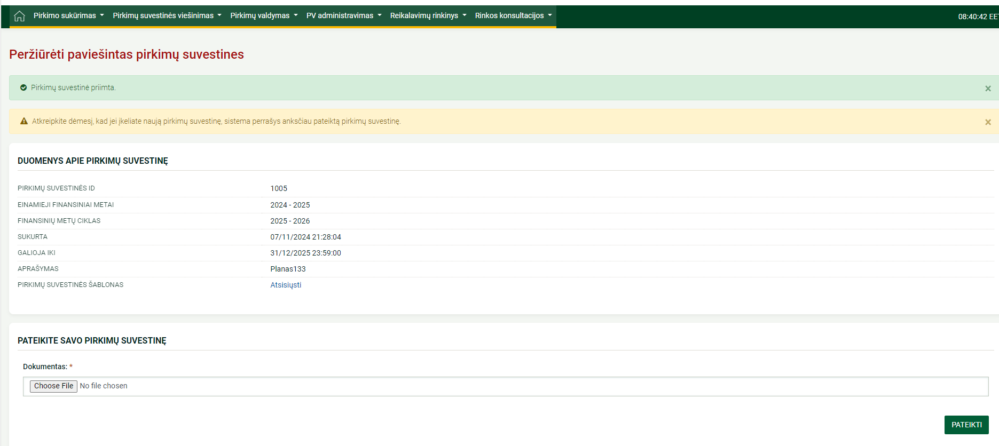 Pirkimo sukūrimas Pirkimų suvestinės viešinimas Pirkimų valdymas PV administravimas Reikalavimų rinkinys Rinkos konsultacijos 08:40:42 EET
Peržiūrėti paviešintas pirkimų suvestines
Pirkimų suvestinė priimta. ×
Atkreipkite dėmesį, kad jei įkeliate naują pirkimų suvestinę, sistema perrašys anksčiau pateiktą pirkimų suvestinę. ×
DUOMENYS APIE PIRKIMŲ SUVESTINĘ
PIRKIMŲ SUVESTINĖS ID 1005
EINAMIEJI FINANSINIAI METAI 2024 - 2025
FINANSINIŲ METŲ CIKLAS 2025 - 2026
SUKURTA 07/11/2024 21:28:04
GALIOJA IKI 31/12/2025 23:59:00
APRAŠYMAS Planas133
PIRKIMŲ SUVESTINĖS ŠABLONAS Atsisiųsti
PATEIKITE SAVO PIRKIMŲ SUVESTINĘ
Dokumentas: *
Choose File No file chosen
PATEIKTI